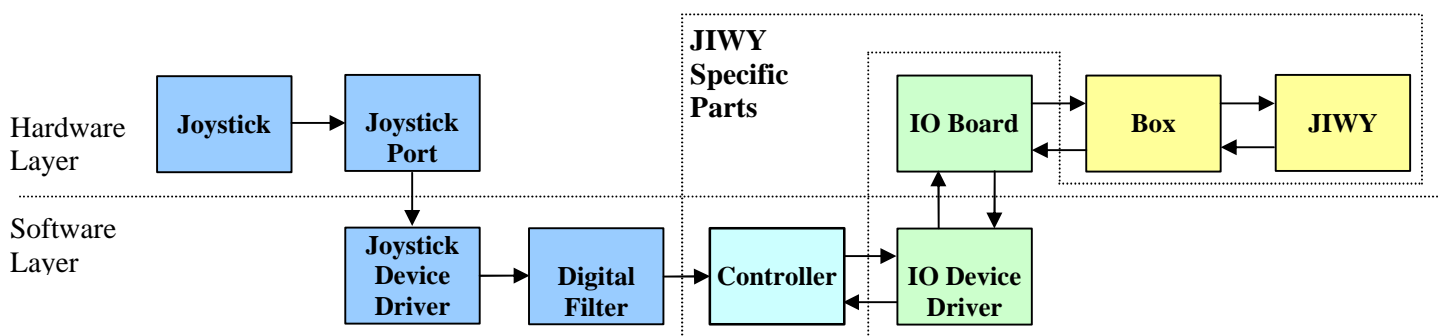 JIWY
Specific
Parts
Hardware
Layer
Joystick
Joystick
Port
IO Board
Box
JIWY
Software
Layer
Joystick
Device
Driver
Digital
Filter
Controller
IO Device
Driver